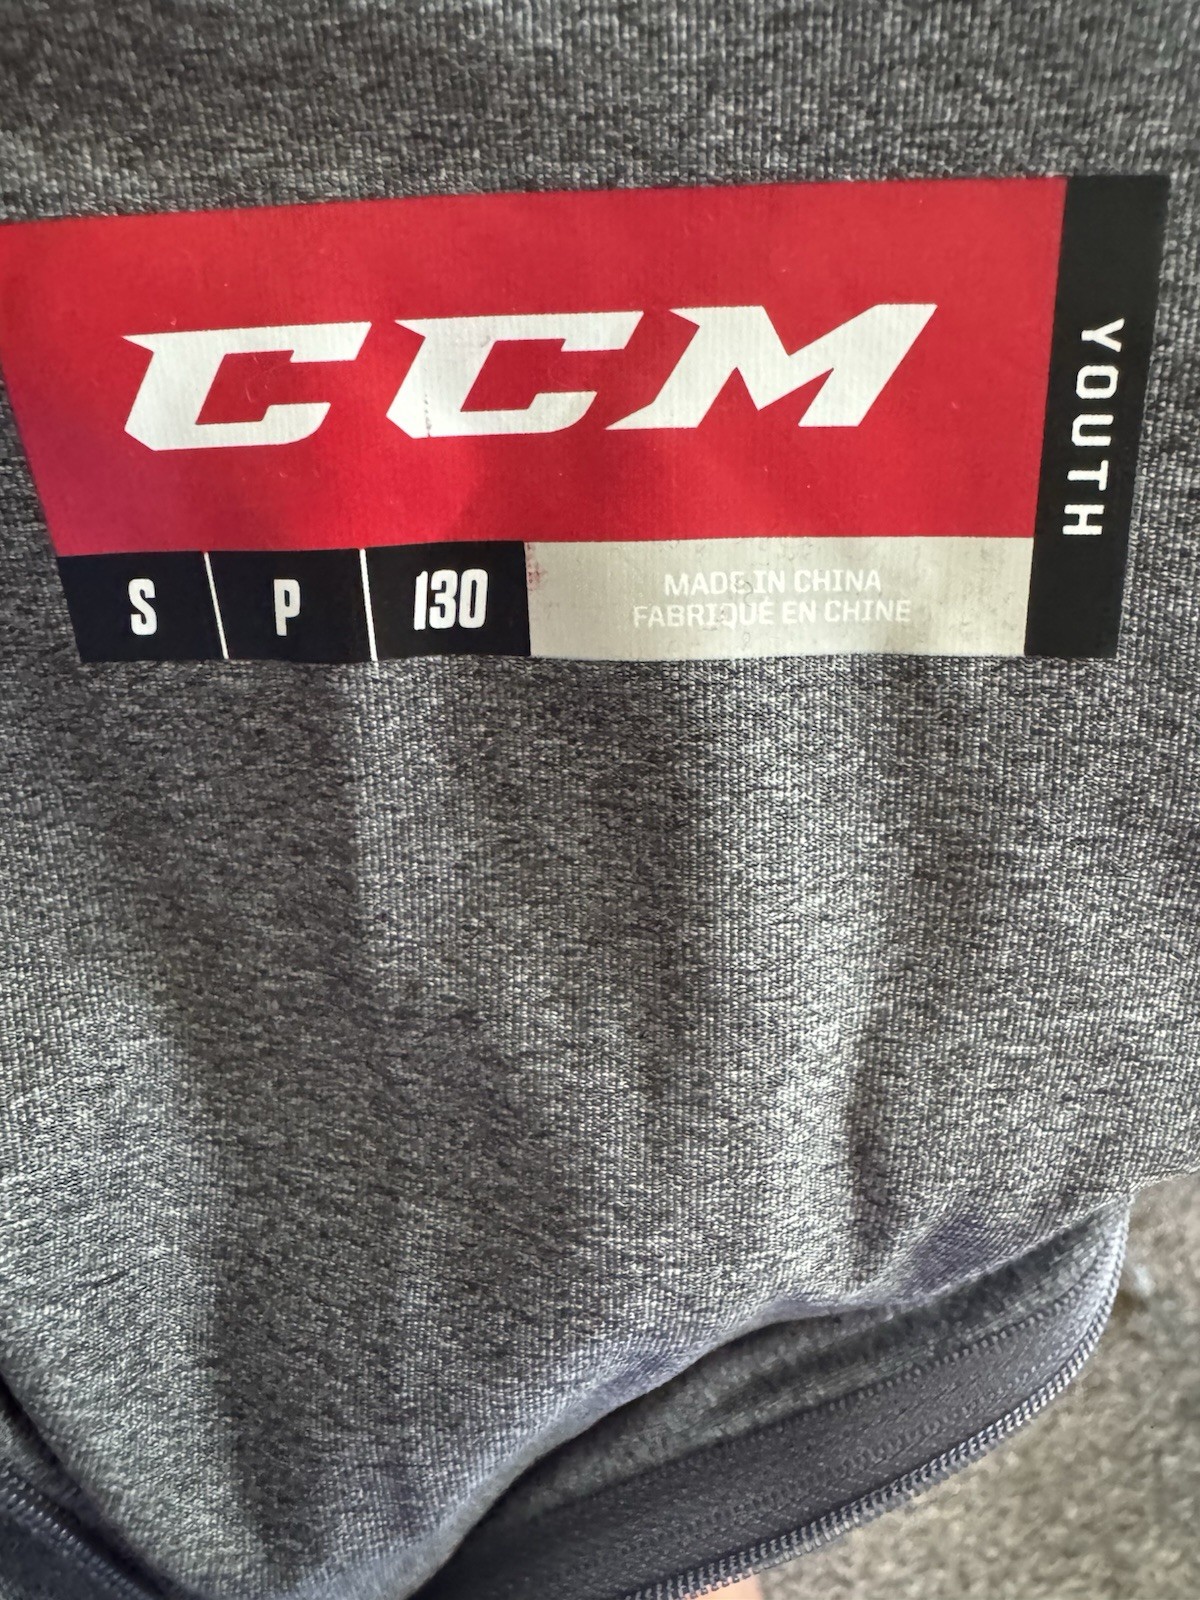 CCM
YOUTH
S P 130
MADE IN CHINA
FABRIQUÉ EN CHINE